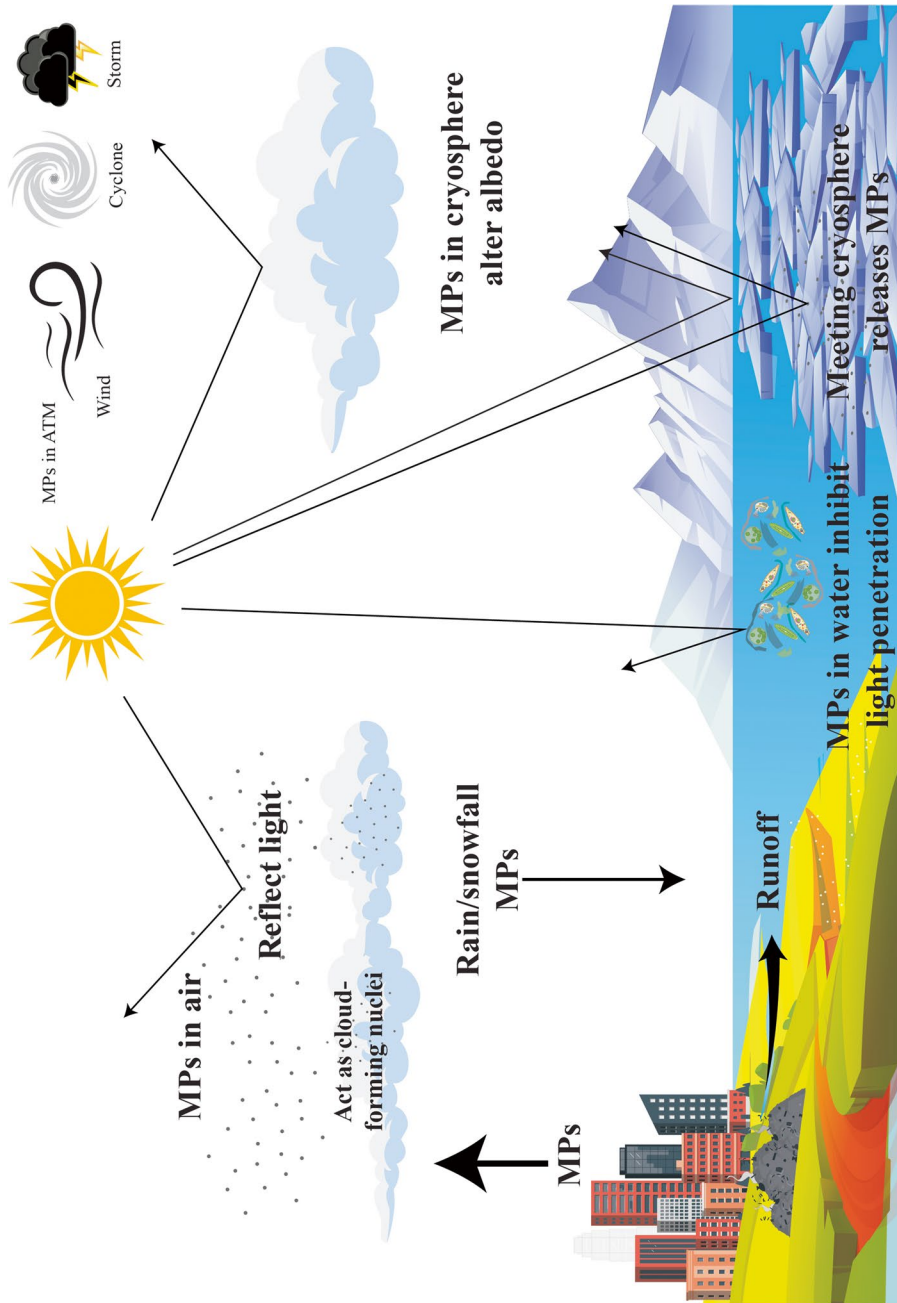 MPs in ATM
Wind
Cyclone
Storm
MPs in air
Reflect light
Act as cloud-
forming nuclei
MPs
Rain/snowfall
MPs
MPs in cryosphere
alter albedo
Runoff
MPs in water inhibit
light penetration
Meeting cryosphere
releases MPs